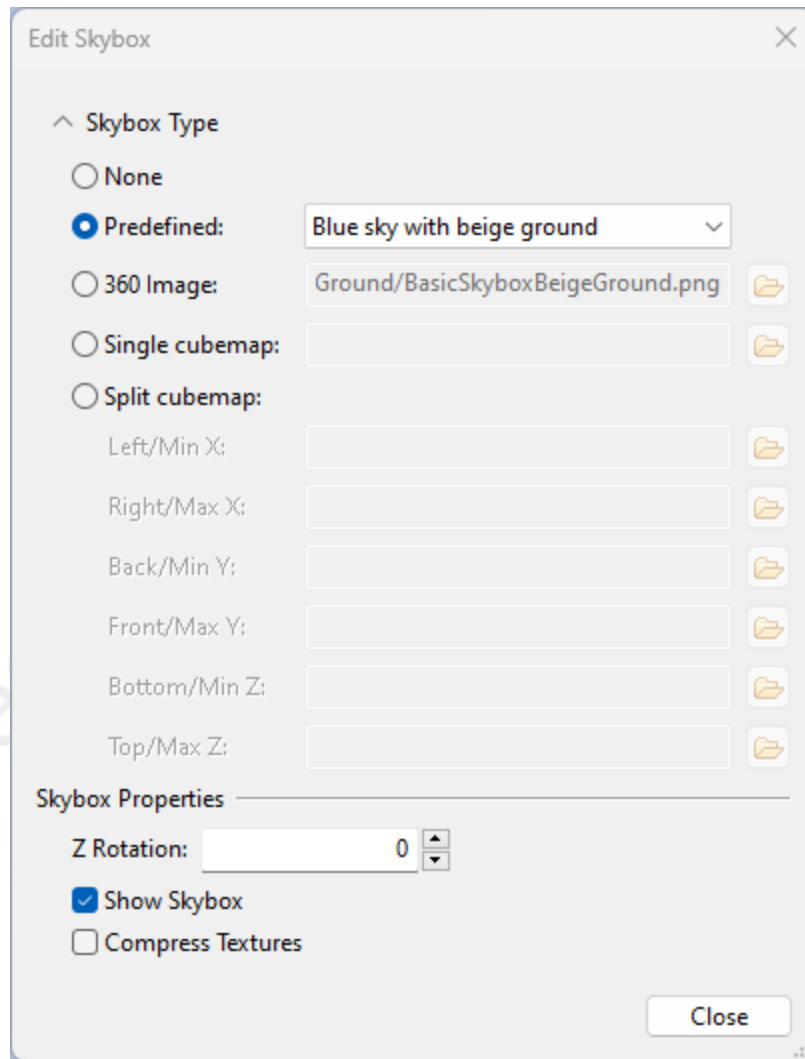 Edit Skybox
Skybox Type
None
Predefined: Blue sky with beige ground
360 Image: Ground/BasicSkyboxBeigeGround.png
Single cubemap:
Split cubemap:
Left/Min X:
Right/Max X:
Back/Min Y:
Front/Max Y:
Bottom/Min Z:
Top/Max Z:
Skybox Properties
Z Rotation: 0
Show Skybox
Compress Textures
Close